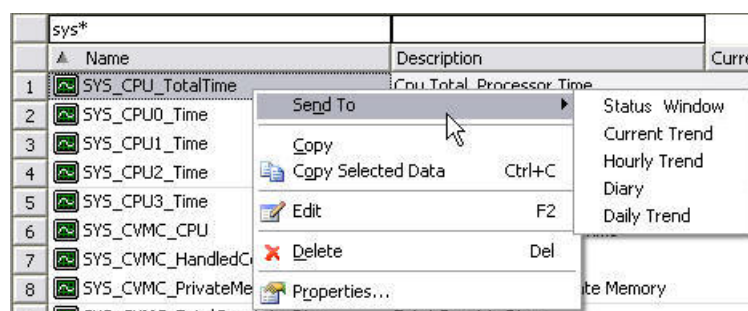 sys*
Name Description Curre
1 SYS_CPU_TotalTime Cpu Total Processor Time
2 SYS_CPU0_Time
3 SYS_CPU1_Time
4 SYS_CPU2_Time
5 SYS_CPU3_Time
6 SYS_CVMC_CPU
7 SYS_CVMC_HandledCo
8 SYS_CVMC_PrivateMe te Memory
Send To
Copy
Copy Selected Data Ctrl+C
Edit F2
Delete Del
Properties...
Status Window
Current Trend
Hourly Trend
Diary
Daily Trend